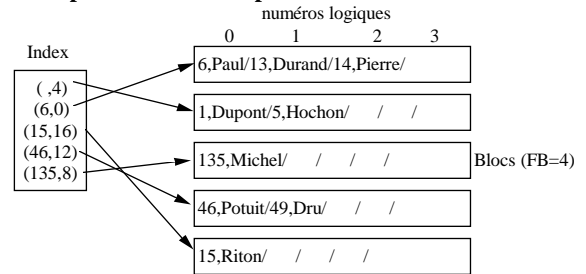 numéros logiques
0 1 2 3
Index
6,Paul/13,Durand/14,Pierre/
( ,4)
(6,0)
1,Dupont/5,Hochon/ / /
(15,16)
(46,12)
(135,8)
135,Michel/ / / /
Blocs (FB=4)
46,Potuit/49,Dru/ / /
15,Riton/ / / /